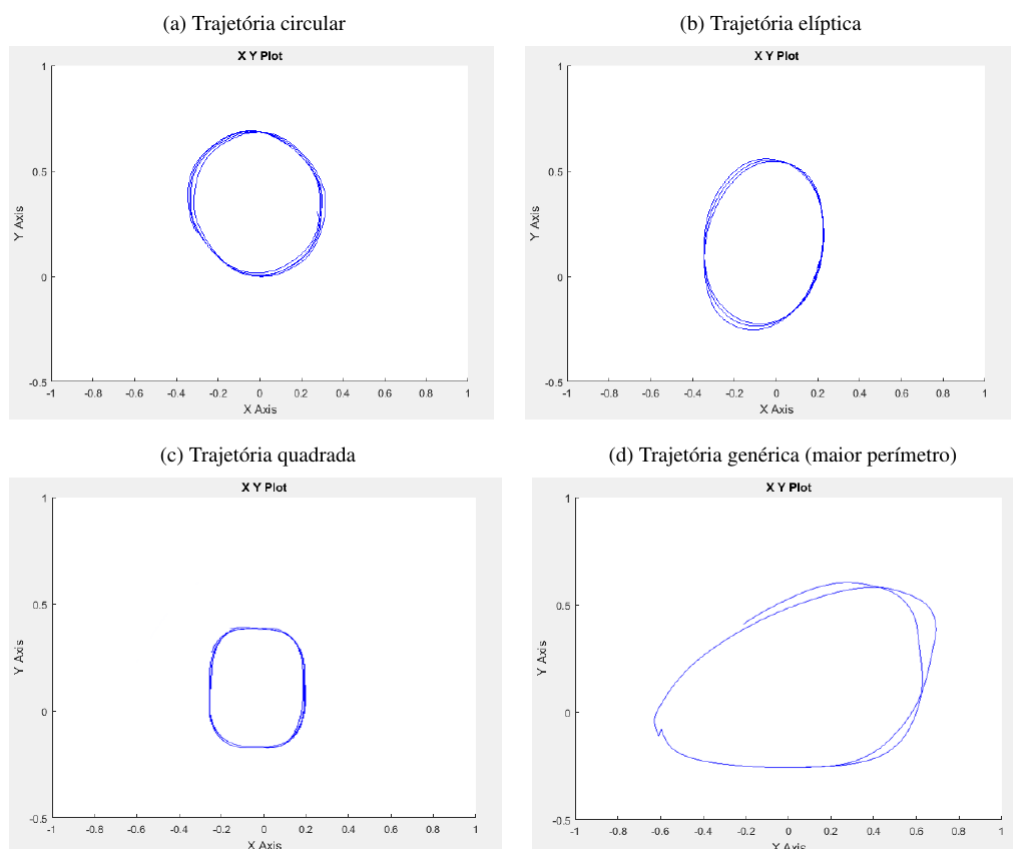 (a) Trajetória circular
(b) Trajetória elíptica
X Y Plot
1
0.5
0
-0.5
Y Axis
-1 -0.8 -0.6 -0.4 -0.2 0 0.2 0.4 0.6 0.8 1
X Axis
X Y Plot
1
0.5
0
-0.5
Y Axis
-1 -0.8 -0.6 -0.4 -0.2 0 0.2 0.4 0.6 0.8 1
X Axis
(c) Trajetória quadrada
(d) Trajetória genérica (maior perímetro)
X Y Plot
1
0.5
0
-0.5
Y Axis
-1 -0.8 -0.6 -0.4 -0.2 0 0.2 0.4 0.6 0.8 1
X Axis
X Y Plot
1
0.5
0
-0.5
Y Axis
-1 -0.8 -0.6 -0.4 -0.2 0 0.2 0.4 0.6 0.8 1
X Axis